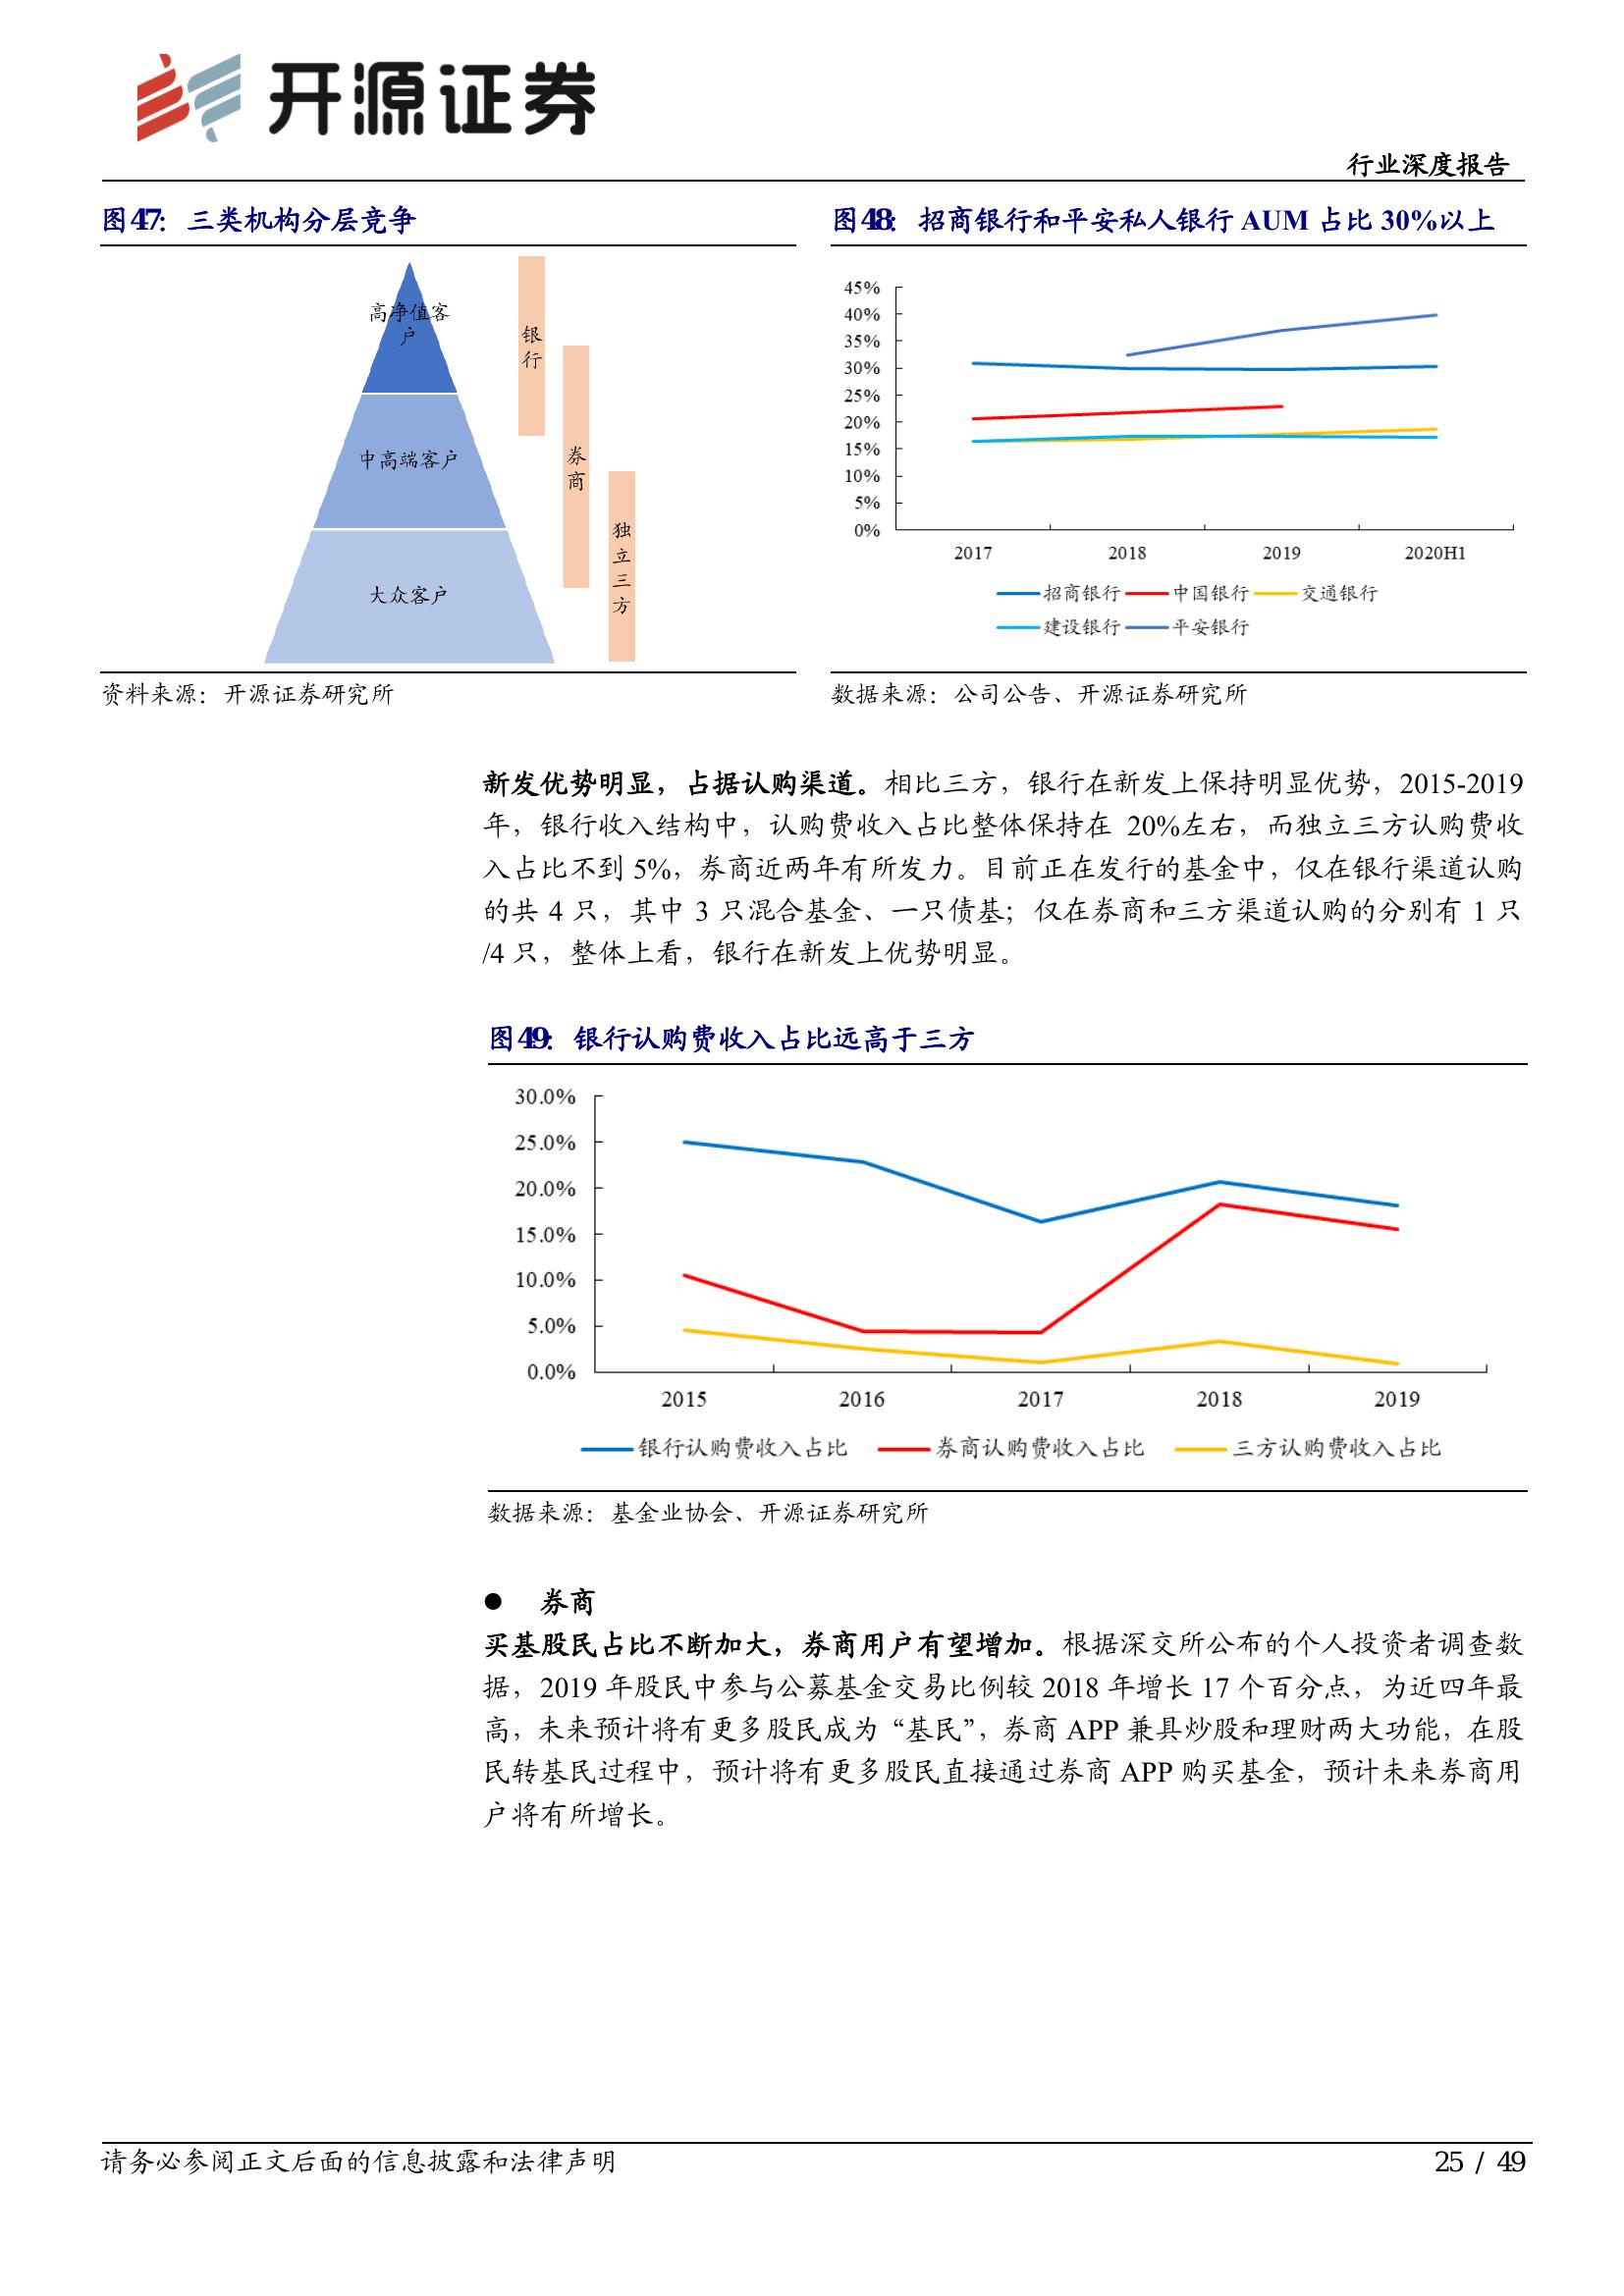 开源证券
行业深度报告
图47：三类机构分层竞争
高净值客
户
中高端客户
大众客户
银行
券商
独立三方
资料来源：开源证券研究所
图48：招商银行和平安私人银行 AUM 占比 30%以上
45%
40%
35%
30%
25%
20%
15%
10%
5%
0%
2017 2018 2019 2020H1
招商银行 中国银行 交通银行
建设银行 平安银行
数据来源：公司公告、开源证券研究所
新发优势明显，占据认购渠道。相比三方，银行在新发上保持明显优势，2015-2019
年，银行收入结构中，认购费收入占比整体保持在 20%左右，而独立三方认购费收
入占比不到 5%，券商近两年有所发力。目前正在发行的基金中，仅在银行渠道认购
的共 4 只，其中 3 只混合基金、一只债基；仅在券商和三方渠道认购的分别有 1 只
/4 只，整体上看，银行在新发上优势明显。
图49：银行认购费收入占比远高于三方
30.0%
25.0%
20.0%
15.0%
10.0%
5.0%
0.0%
2015 2016 2017 2018 2019
银行认购费收入占比 券商认购费收入占比 三方认购费收入占比
数据来源：基金业协会、开源证券研究所
● 券商
买基股民占比不断加大，券商用户有望增加。根据深交所公布的个人投资者调查数
据，2019 年股民中参与公募基金交易比例较 2018 年增长 17 个百分点，为近四年最
高，未来预计将有更多股民成为“基民”，券商 APP 兼具炒股和理财两大功能，在股
民转基民过程中，预计将有更多股民直接通过券商 APP 购买基金，预计未来券商用
户将有所增长。
请务必参阅正文后面的信息披露和法律声明
25 / 49